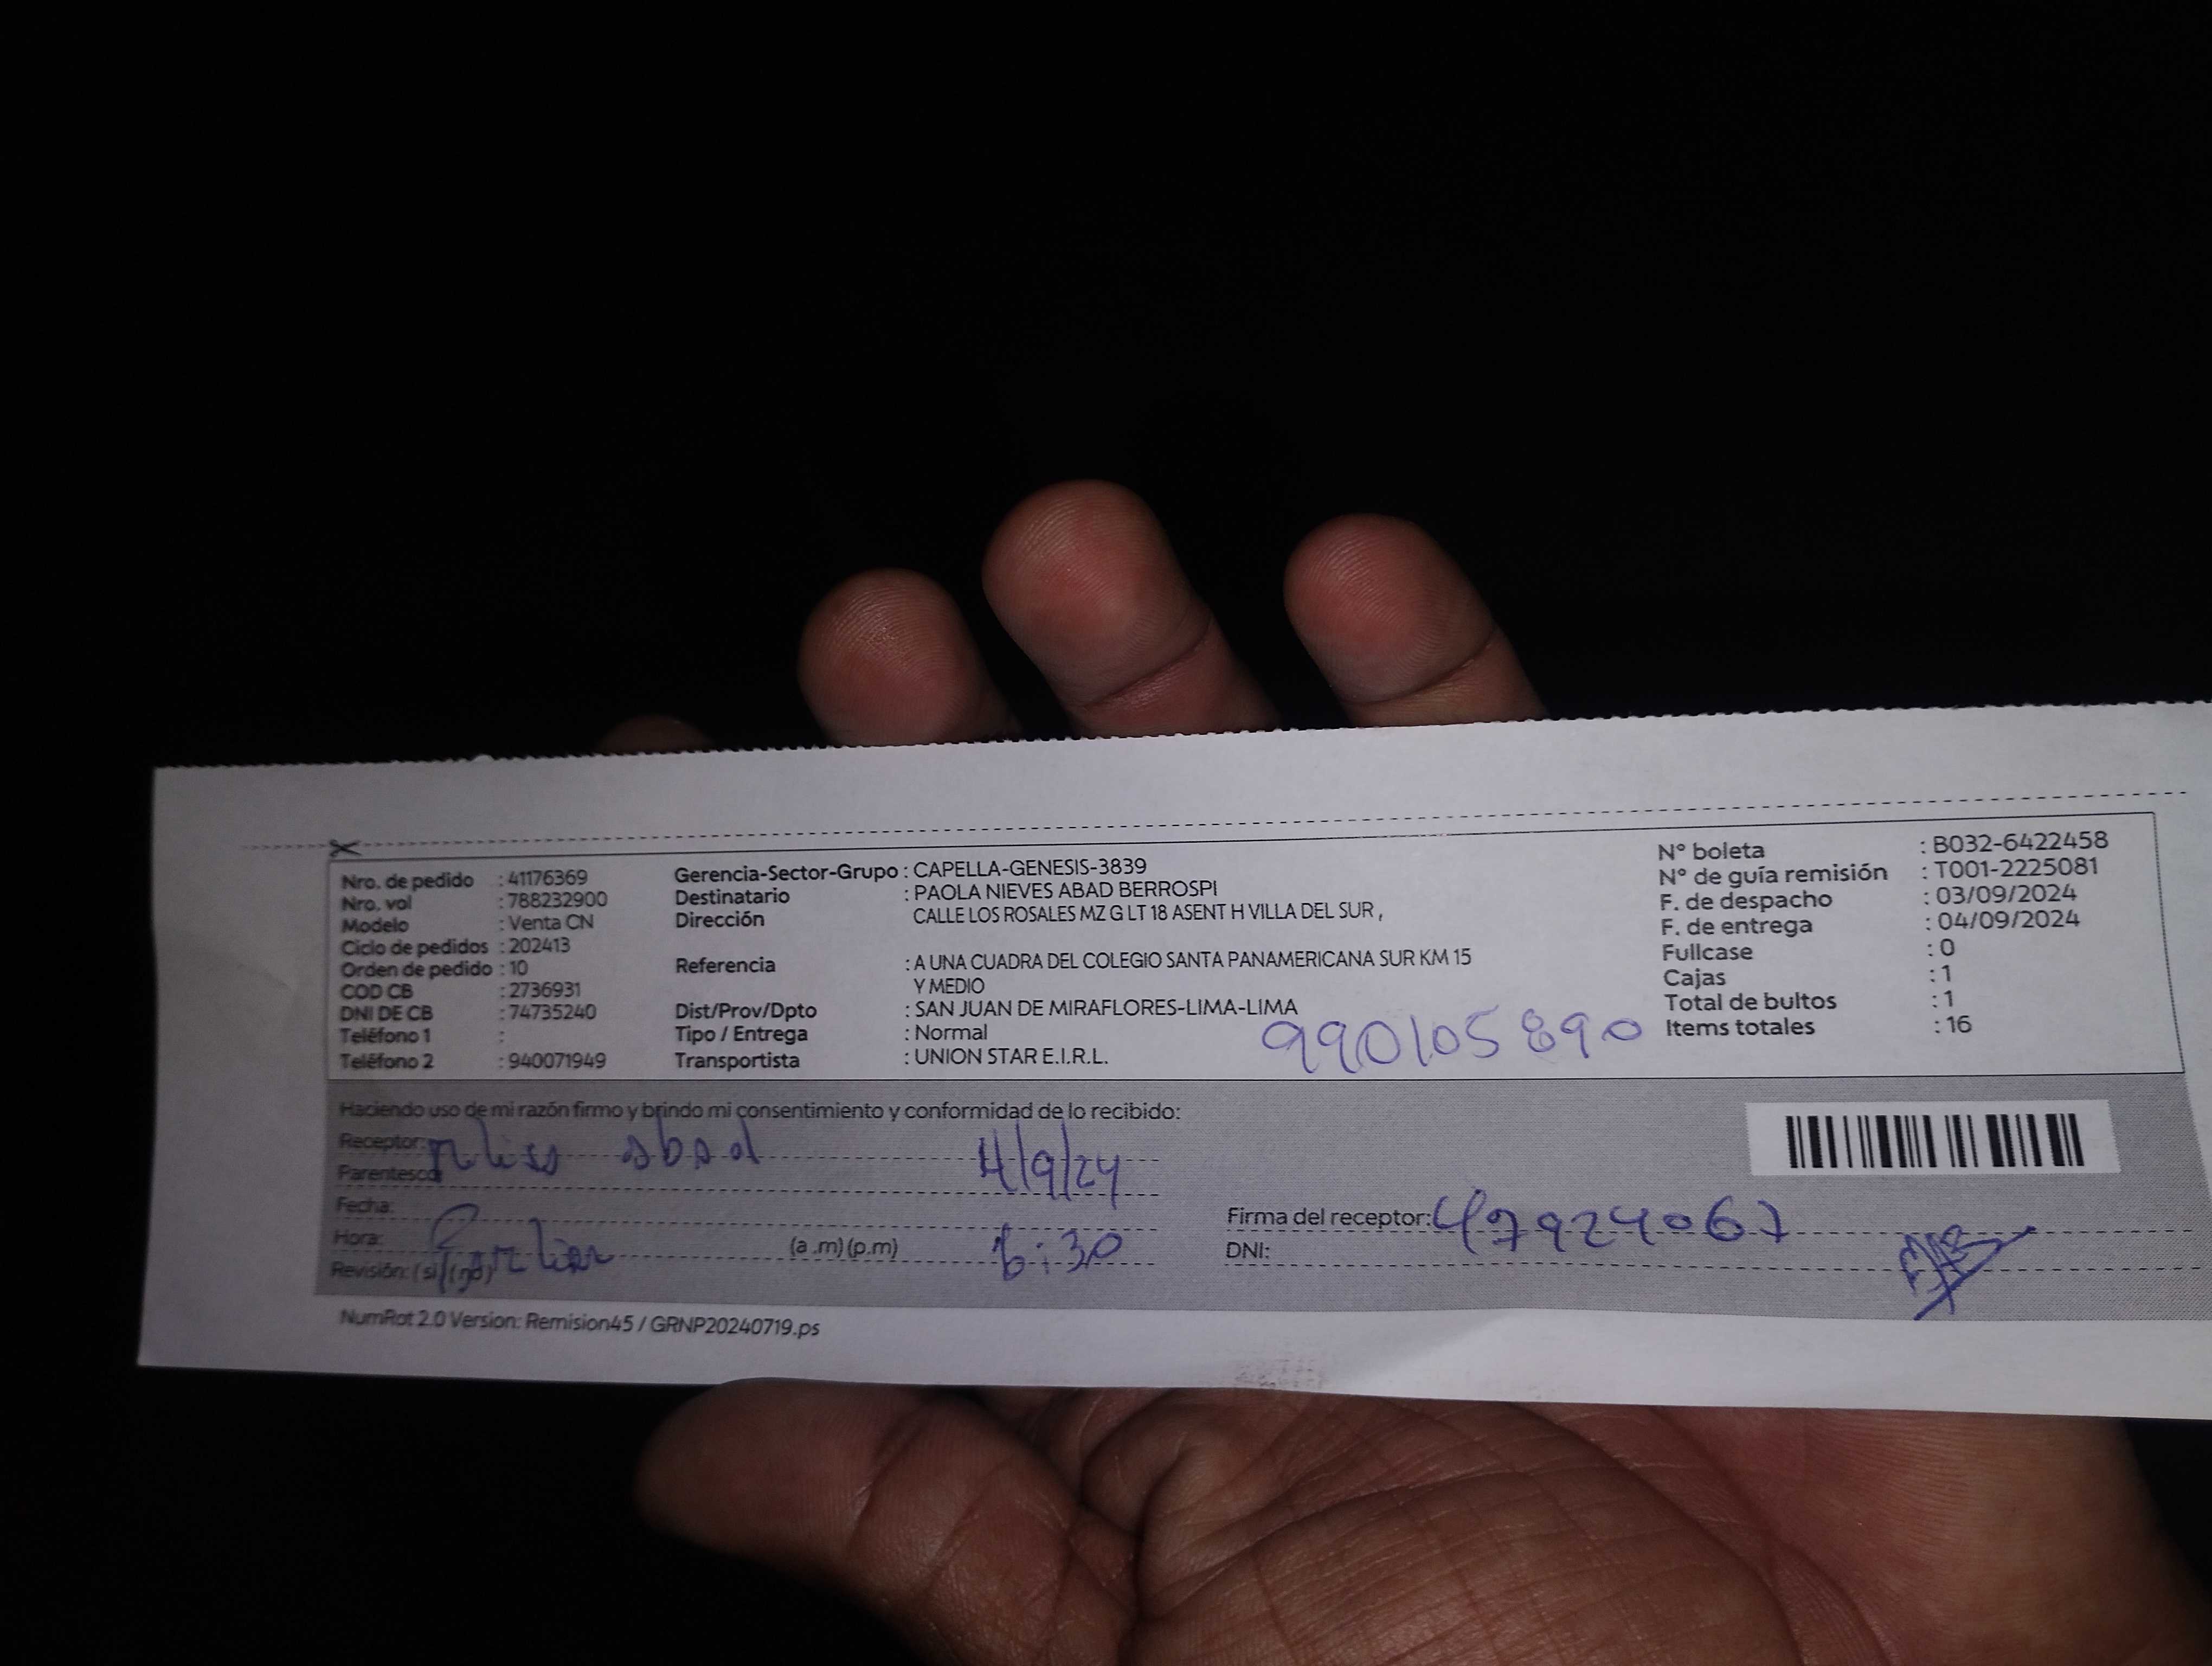 Nro. de pedido : 41176369
Nro. vol : 788232900
Modelo : Venta CN
Ciclo de pedidos : 202413
Orden de pedido : 10
COD CB : 2736931
DNI DE CB : 74735240
Teléfono 1 :
Teléfono 2 : 940071949
Gerencia-Sector-Grupo : CAPELLA-GENESIS-3839
Destinatario : PAOLA NIEVES ABAD BERROSPI
Dirección CALLE LOS ROSALES MZ G LT 18 ASENT H VILLA DEL SUR ,
Referencia : A UNA CUADRA DEL COLEGIO SANTA PANAMERICANA SUR KM 15
Y MEDIO
Dist/Prov/Dpto : SAN JUAN DE MIRAFLORES-LIMA-LIMA
Tipo / Entrega : Normal
Transportista : UNION STAR E.I.R.L.
990105890
N° boleta : B032-6422458
N° de guía remisión : T001-2225081
F. de despacho : 03/09/2024
F. de entrega : 04/09/2024
Fullcase : 0
Cajas : 1
Total de bultos : 1
Items totales : 16
Haciendo uso de mi razón firmo y brindo mi consentimiento y conformidad de lo recibido:
Receptor: abad 4/9/24
Parentesco
Fecha:
Hora: (a .m) (p.m) 6:30
Revisión: (si) (no)
Firma del receptor: 47924067
DNI:
NumRot 2.0 Version: Remision45 / GRNP20240719.ps